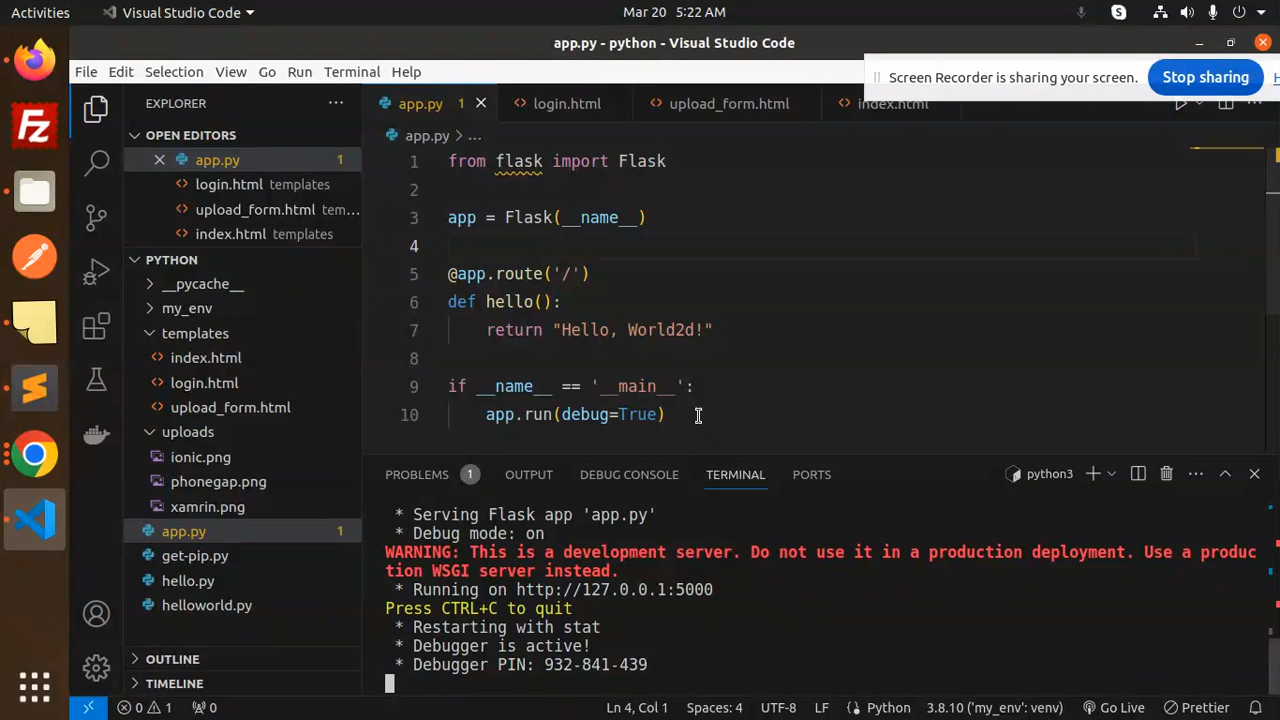 Activities
Visual Studio Code
Mar 20 5:22 AM
app.py - python - Visual Studio Code
File Edit Selection View Go Run Terminal Help
Screen Recorder is sharing your screen. Stop sharing H
EXPLORER
OPEN EDITORS
app.py 1
login.html templates
upload_form.html tem...
index.html templates
PYTHON
__pycache__
my_env
templates
index.html
login.html
upload_form.html
uploads
ionic.png
phonegap.png
xamrin.png
app.py 1
get-pip.py
hello.py
helloworld.py
OUTLINE
TIMELINE
app.py 1 login.html upload_form.html index.html
app.py > ...
1 from flask import Flask
2
3 app = Flask(__name__)
4
5 @app.route('/')
6 def hello():
7 return "Hello, World2d!"
8
9 if __name__ == '__main__':
10 app.run(debug=True)
PROBLEMS 1 OUTPUT DEBUG CONSOLE TERMINAL PORTS python3
* Serving Flask app 'app.py'
* Debug mode: on
WARNING: This is a development server. Do not use it in a production deployment. Use a produc
tion WSGI server instead.
* Running on http://127.0.0.1:5000
Press CTRL+C to quit
* Restarting with stat
* Debugger is active!
* Debugger PIN: 932-841-439
0 1 0 Ln 4, Col 1 Spaces: 4 UTF-8 LF Python 3.8.10 ('my_env': venv) Go Live Prettier